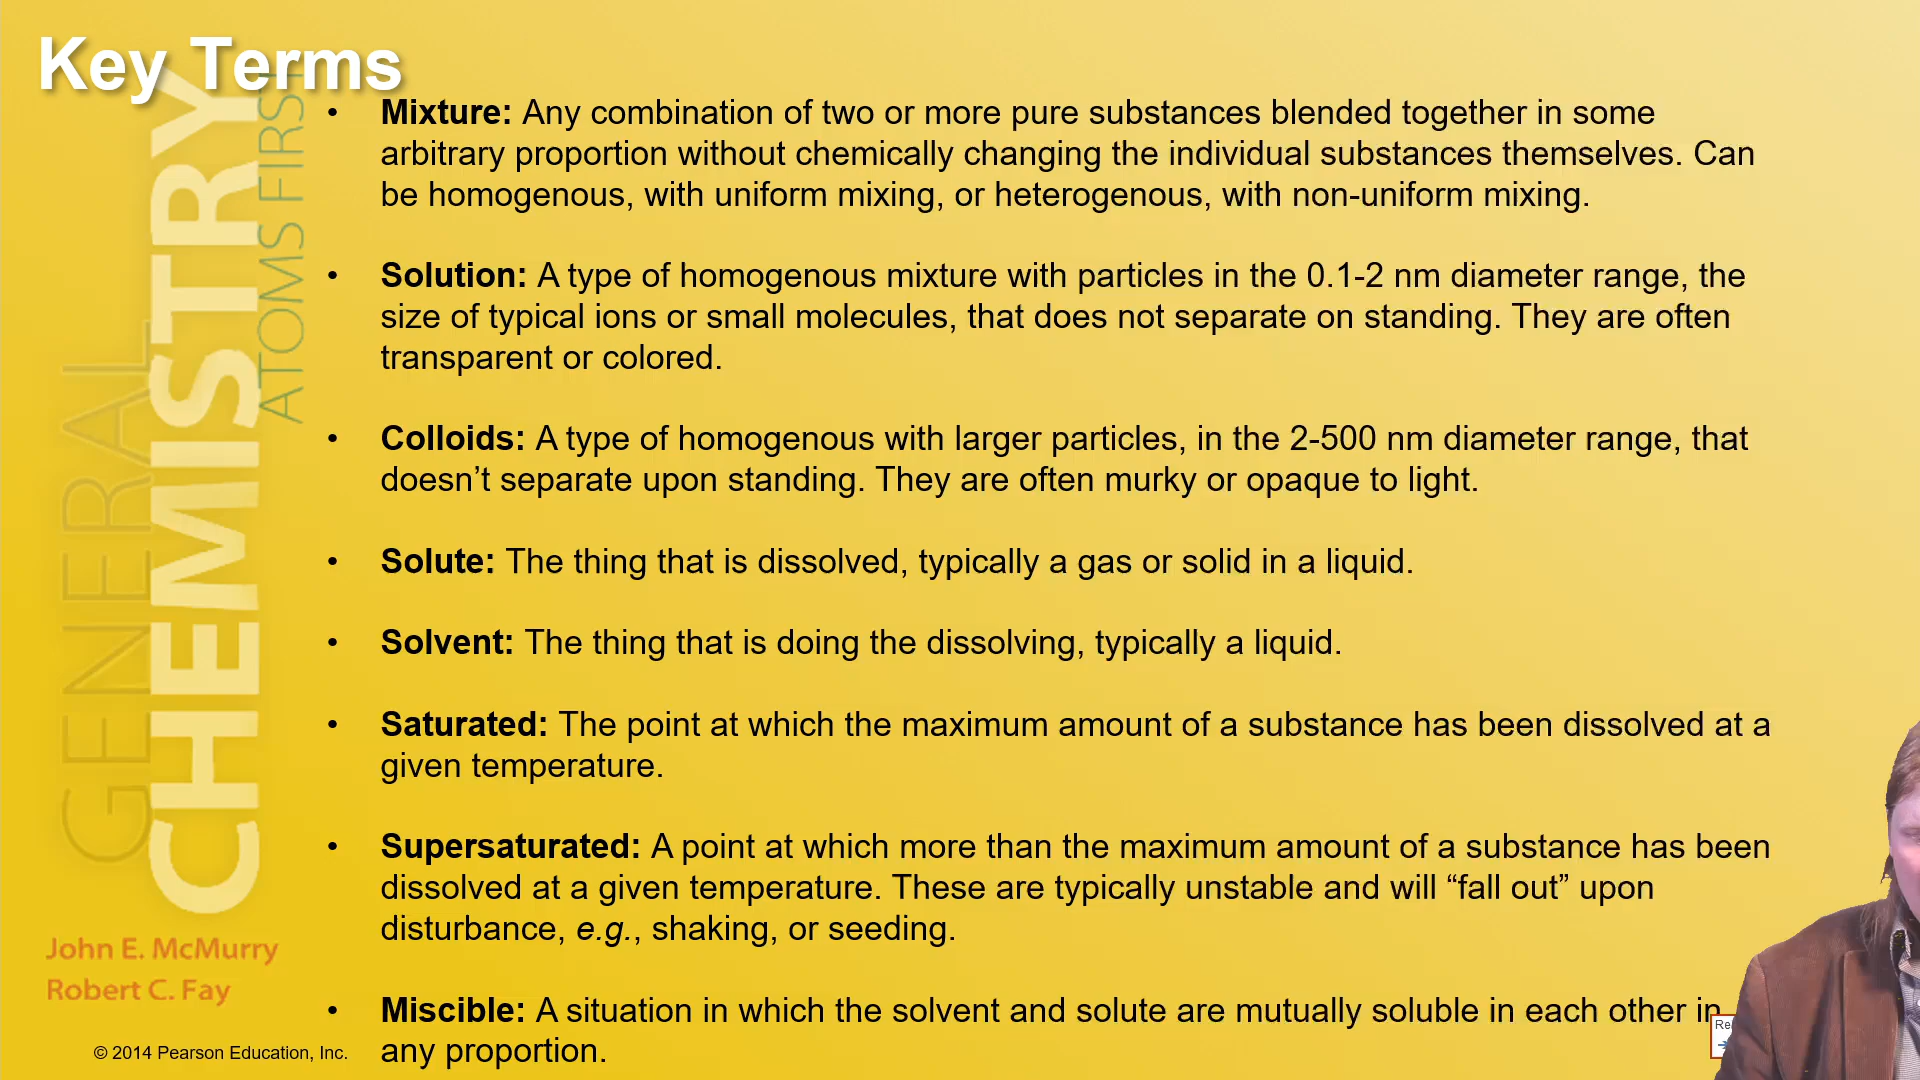 Key Terms
• Mixture: Any combination of two or more pure substances blended together in some
arbitrary proportion without chemically changing the individual substances themselves. Can
be homogenous, with uniform mixing, or heterogenous, with non-uniform mixing.
• Solution: A type of homogenous mixture with particles in the 0.1-2 nm diameter range, the
size of typical ions or small molecules, that does not separate on standing. They are often
transparent or colored.
• Colloids: A type of homogenous with larger particles, in the 2-500 nm diameter range, that
doesn’t separate upon standing. They are often murky or opaque to light.
• Solute: The thing that is dissolved, typically a gas or solid in a liquid.
• Solvent: The thing that is doing the dissolving, typically a liquid.
• Saturated: The point at which the maximum amount of a substance has been dissolved at a
given temperature.
• Supersaturated: A point at which more than the maximum amount of a substance has been
dissolved at a given temperature. These are typically unstable and will “fall out” upon
disturbance, e.g., shaking, or seeding.
• Miscible: A situation in which the solvent and solute are mutually soluble in each other in
any proportion.
GENERAL
CHEMISTRY
ATOMS FIRST
John E. McMurry
Robert C. Fay
© 2014 Pearson Education, Inc.